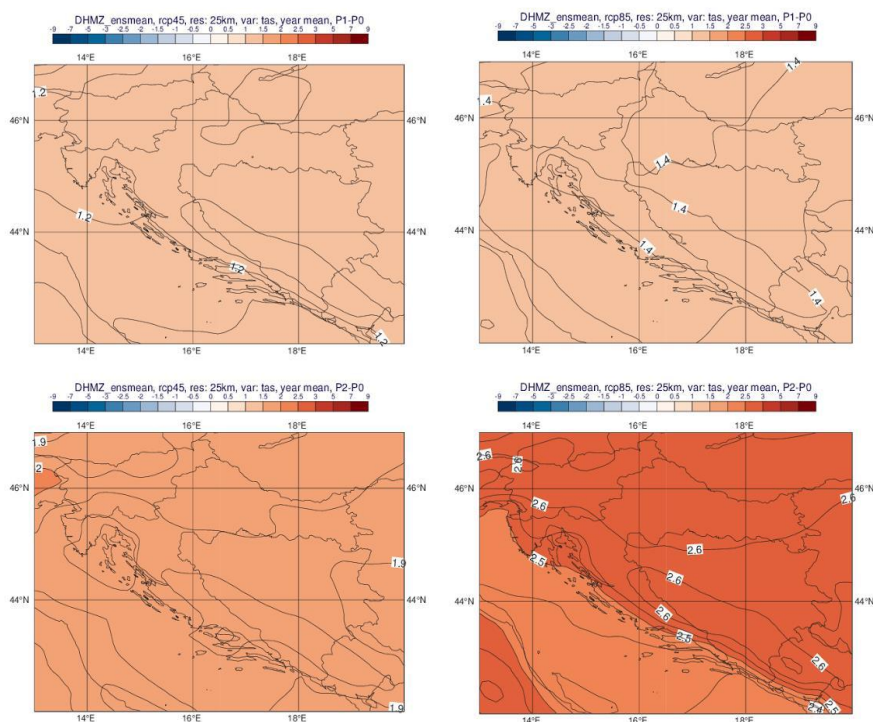 DHMZ_ensmean, rcp45, res: 25km, var: tas, year mean, P1-P0
-9 -7 -5 -3 -2.5 -2 -1.5 -1 -0.5 0 0.5 1 1.5 2 2.5 3 5 7 9
14°E 16°E 18°E
1.2
46°N
1.2
44°N
1.2
1.2
14°E 16°E 18°E
DHMZ_ensmean, rcp85, res: 25km, var: tas, year mean, P1-P0
-9 -7 -5 -3 -2.5 -2 -1.5 -1 -0.5 0 0.5 1 1.5 2 2.5 3 5 7 9
14°E 16°E 18°E
1.4
1.4
46°N 46°N
1.4
1.4
44°N 44°N
1.4
1.4
14°E 16°E 18°E
DHMZ_ensmean, rcp45, res: 25km, var: tas, year mean, P2-P0
-9 -7 -5 -3 -2.5 -2 -1.5 -1 -0.5 0 0.5 1 1.5 2 2.5 3 5 7 9
14°E 16°E 18°E
1.9
2
46°N
1.9
44°N
1.9
14°E 16°E 18°E
DHMZ_ensmean, rcp85, res: 25km, var: tas, year mean, P2-P0
-9 -7 -5 -3 -2.5 -2 -1.5 -1 -0.5 0 0.5 1 1.5 2 2.5 3 5 7 9
14°E 16°E 18°E
2.6
2.6
46°N 46°N
2.6
2.6
2.6
2.5
2.6
44°N 44°N
2.6
2.5
2.6
2.5
2.4
14°E 16°E 18°E